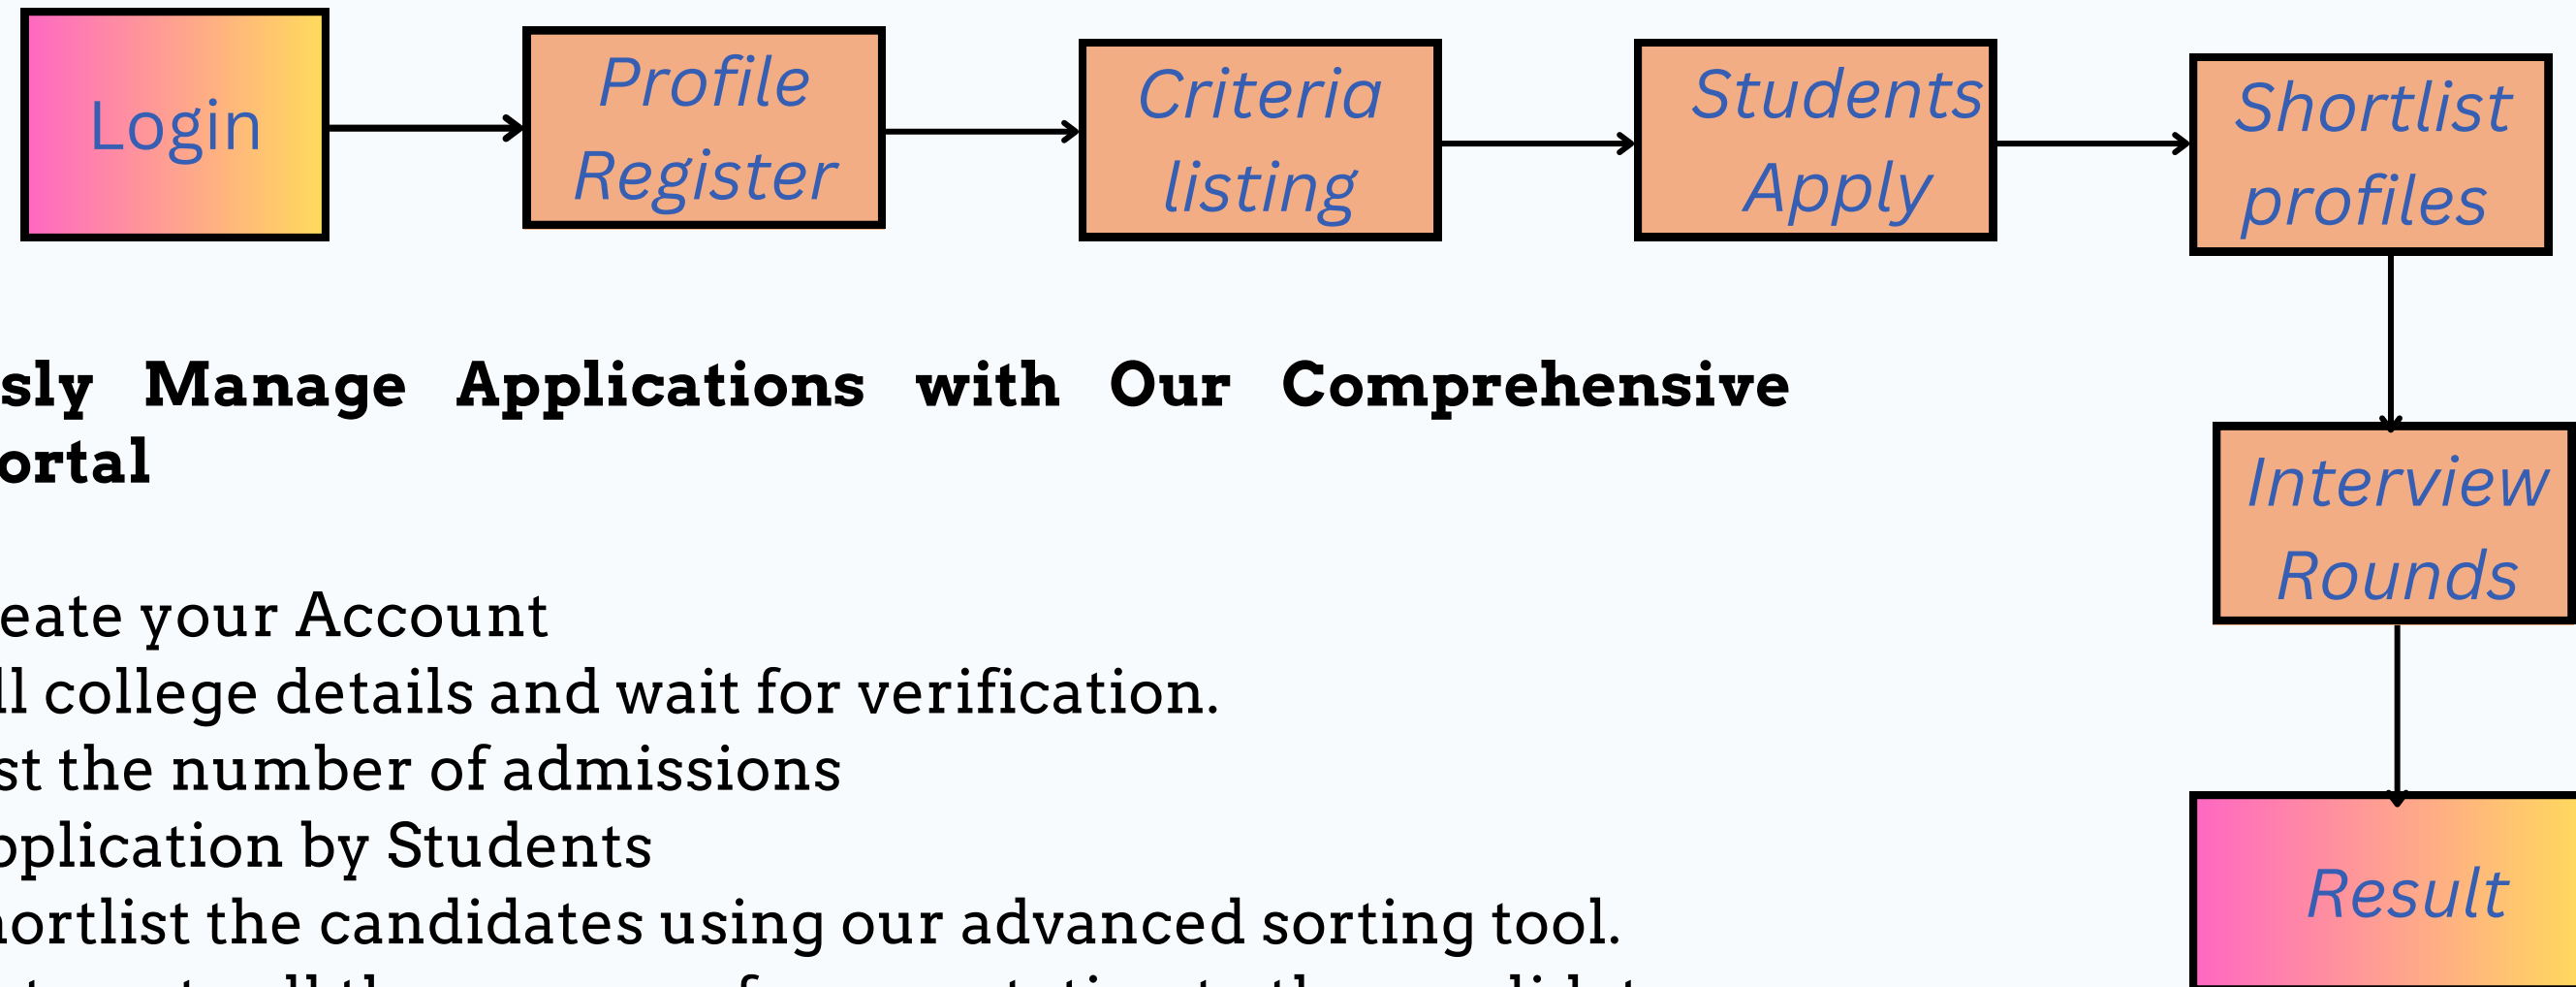 Login
Profile
Register
Criteria
listing
Students
Apply
Shortlist
profiles
sly Manage Applications with Our Comprehensive
ortal
Interview
Rounds
eate your Account
ll college details and wait for verification.
st the number of admissions
pplication by Students
hortlist the candidates using our advanced sorting tool.
Result